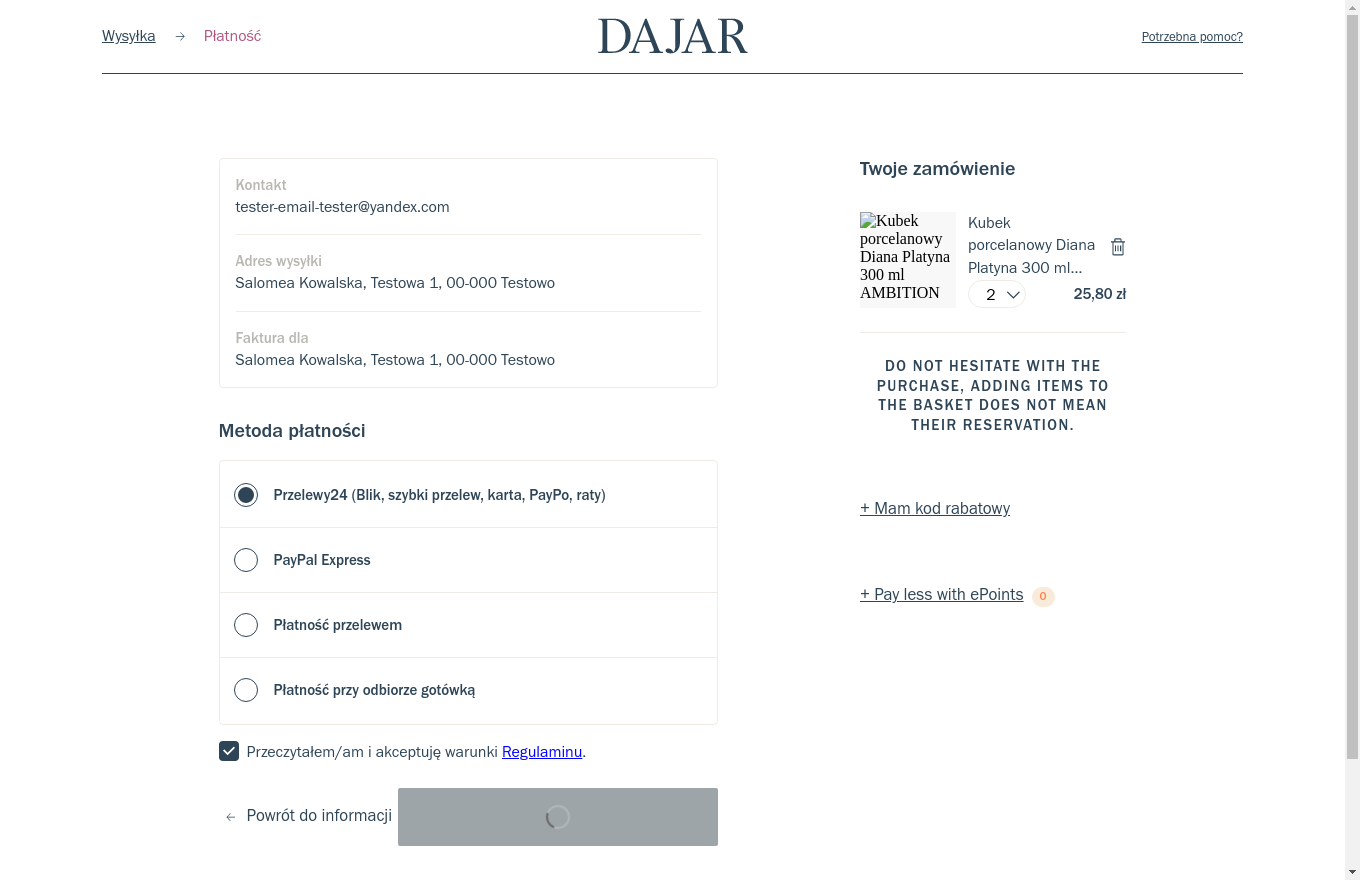 Wysyłka
Płatność
DAJAR
Potrzebna pomoc?
Kontakt
tester-email-tester@yandex.com
Adres wysyłki
Salomea Kowalska, Testowa 1, 00-000 Testowo
Faktura dla
Salomea Kowalska, Testowa 1, 00-000 Testowo
Metoda płatności
Przelewy24 (Blik, szybki przelew, karta, PayPo, raty)
PayPal Express
Płatność przelewem
Płatność przy odbiorze gotówką
Przeczytałem/am i akceptuję warunki Regulaminu.
Powrót do informacji
Twoje zamówienie
Kubek
porcelanowy
Diana Platyna
300 ml
AMBITION
Kubek
porcelanowy Diana
Platyna 300 ml...
2
25,80 zł
DO NOT HESITATE WITH THE
PURCHASE, ADDING ITEMS TO
THE BASKET DOES NOT MEAN
THEIR RESERVATION.
+ Mam kod rabatowy
+ Pay less with ePoints 0